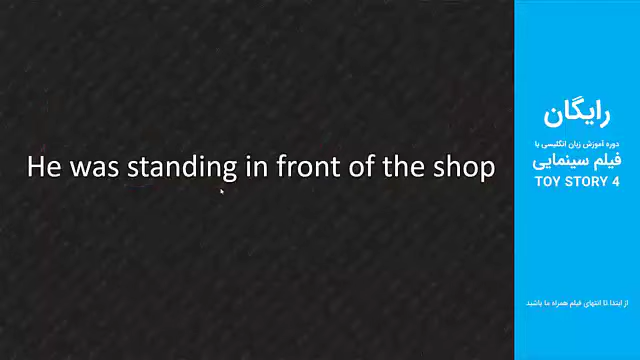 He was standing in front of the shop
رایگان
دوره آموزش زبان انگلیسی با
فیلم سینمایی
TOY STORY 4
از ابتدا تا انتهای فیلم همراه ما باشید